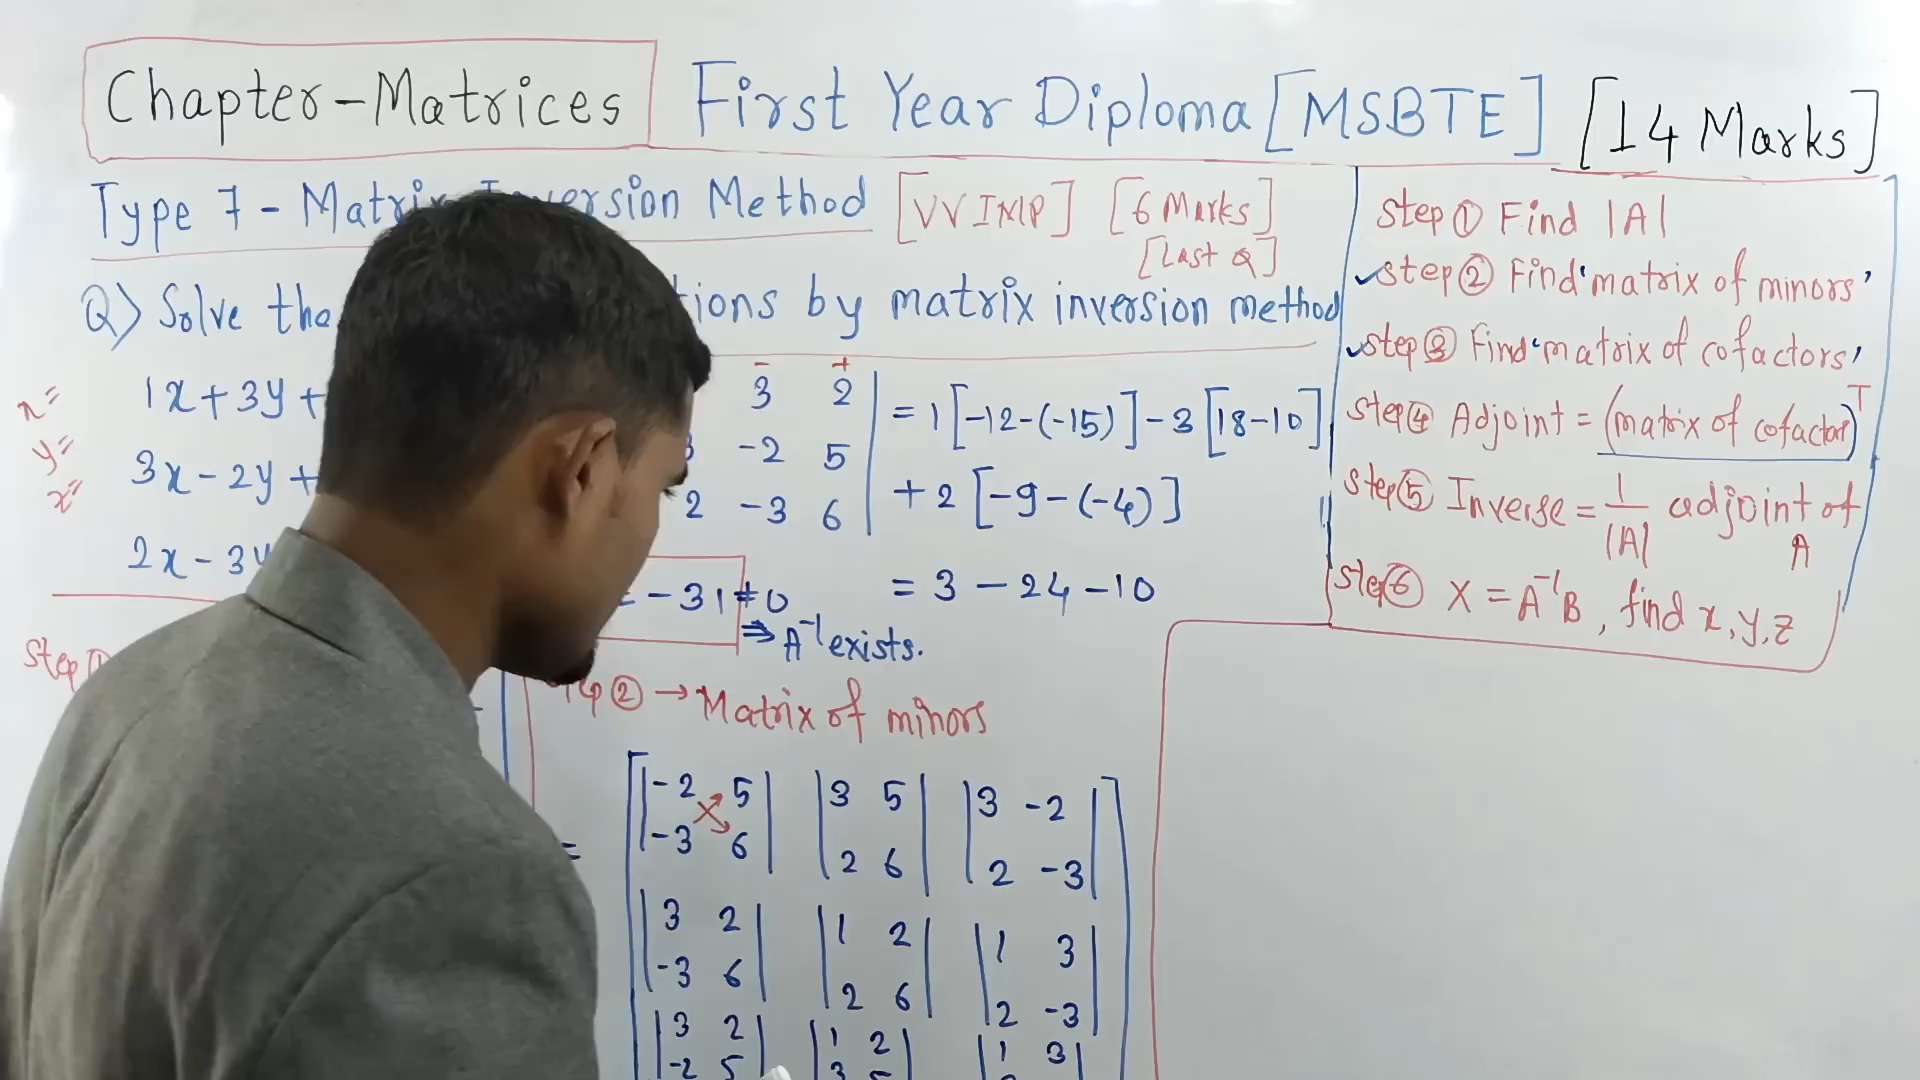 Chapter-Matrices First Year Diploma [MSBTE] [14 Marks]
Type 7 - Matrix Inversion Method [VVIMP] [6 Marks]
[Last Q]
Q) Solve the tions by matrix inversion method
x=
y=
x=
1x+3y+
3x-2y+
2x-3y
- +
3 2
3 -2 5
2 -3 6
= 1[-12-(-15)]-3[18-10]
+2[-9-(-4)]
= 3-24-10
= -31≠0
⇒ A⁻¹ exists.
Step ①
step ② → Matrix of minors
=
-2 5 3 5 3 -2
-3 6 2 6 2 -3
3 2 1 2 1 3
-3 6 2 6 2 -3
3 2 1 2 1 3
-2 5 3 5
Step ① Find |A|
✓step ② Find 'matrix of minors'
✓step ③ Find 'matrix of cofactors'
step ④ Adjoint = (matrix of cofactor)ᵀ
step ⑤ Inverse = 1/|A| adjoint of A
step ⑥ X = A⁻¹B, find x, y, z